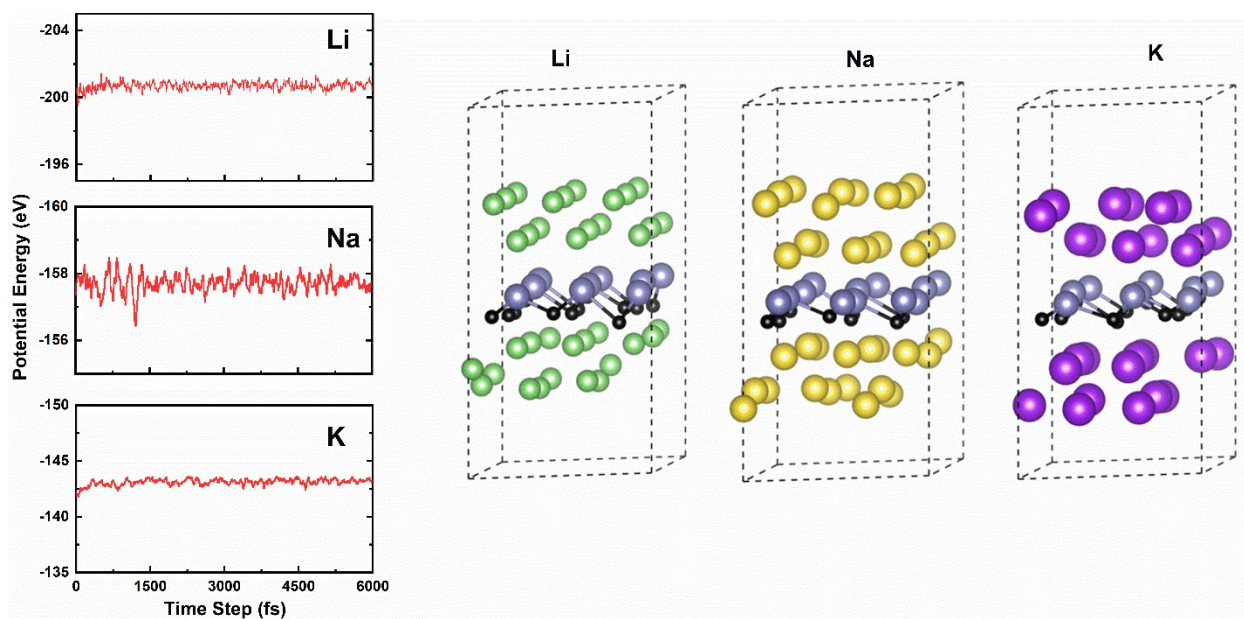 Li
Na
K
-204
-200
-196
Li
-160
-158
-156
Na
-150
-145
-140
-135
K
0
1500
3000
4500
6000
Potential Energy (eV)
Time Step (fs)